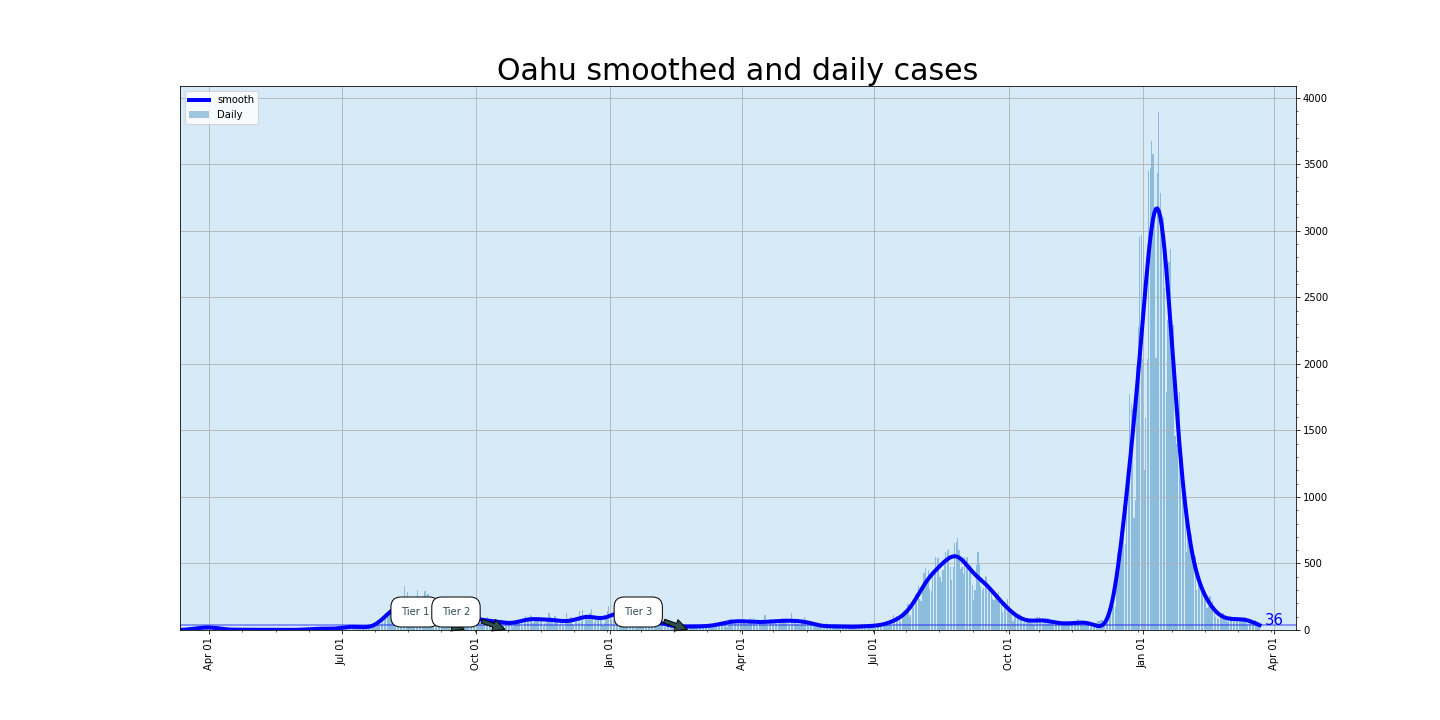 Oahu smoothed and daily cases
smooth
Daily
4000
3500
3000
2500
2000
1500
1000
500
0
Tier 1
Tier 2
Tier 3
36
Apr 01
Jul 01
Oct 01
Jan 01
Apr 01
Jul 01
Oct 01
Jan 01
Apr 01